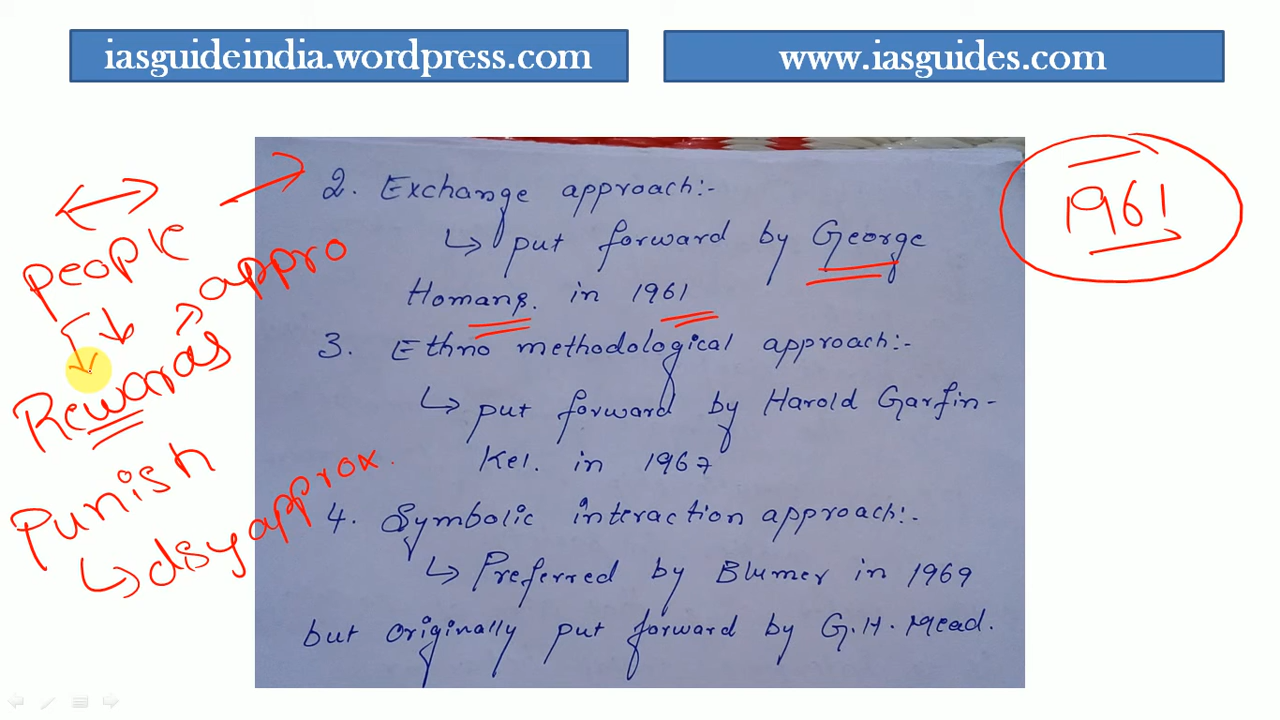 iasguideindia.wordpress.com
www.iasguides.com
2. Exchange approach:-
↳ put forward by George
Homans. in 1961
3. Ethno methodological approach:-
↳ put forward by Harold Garfin-
kel. in 1967
4. Symbolic interaction approach:-
↳ Preferred by Blumer in 1969
but originally put forward by G.H. Mead.
people
appro
Rewards
Punish
↳ disyapprox.
1961